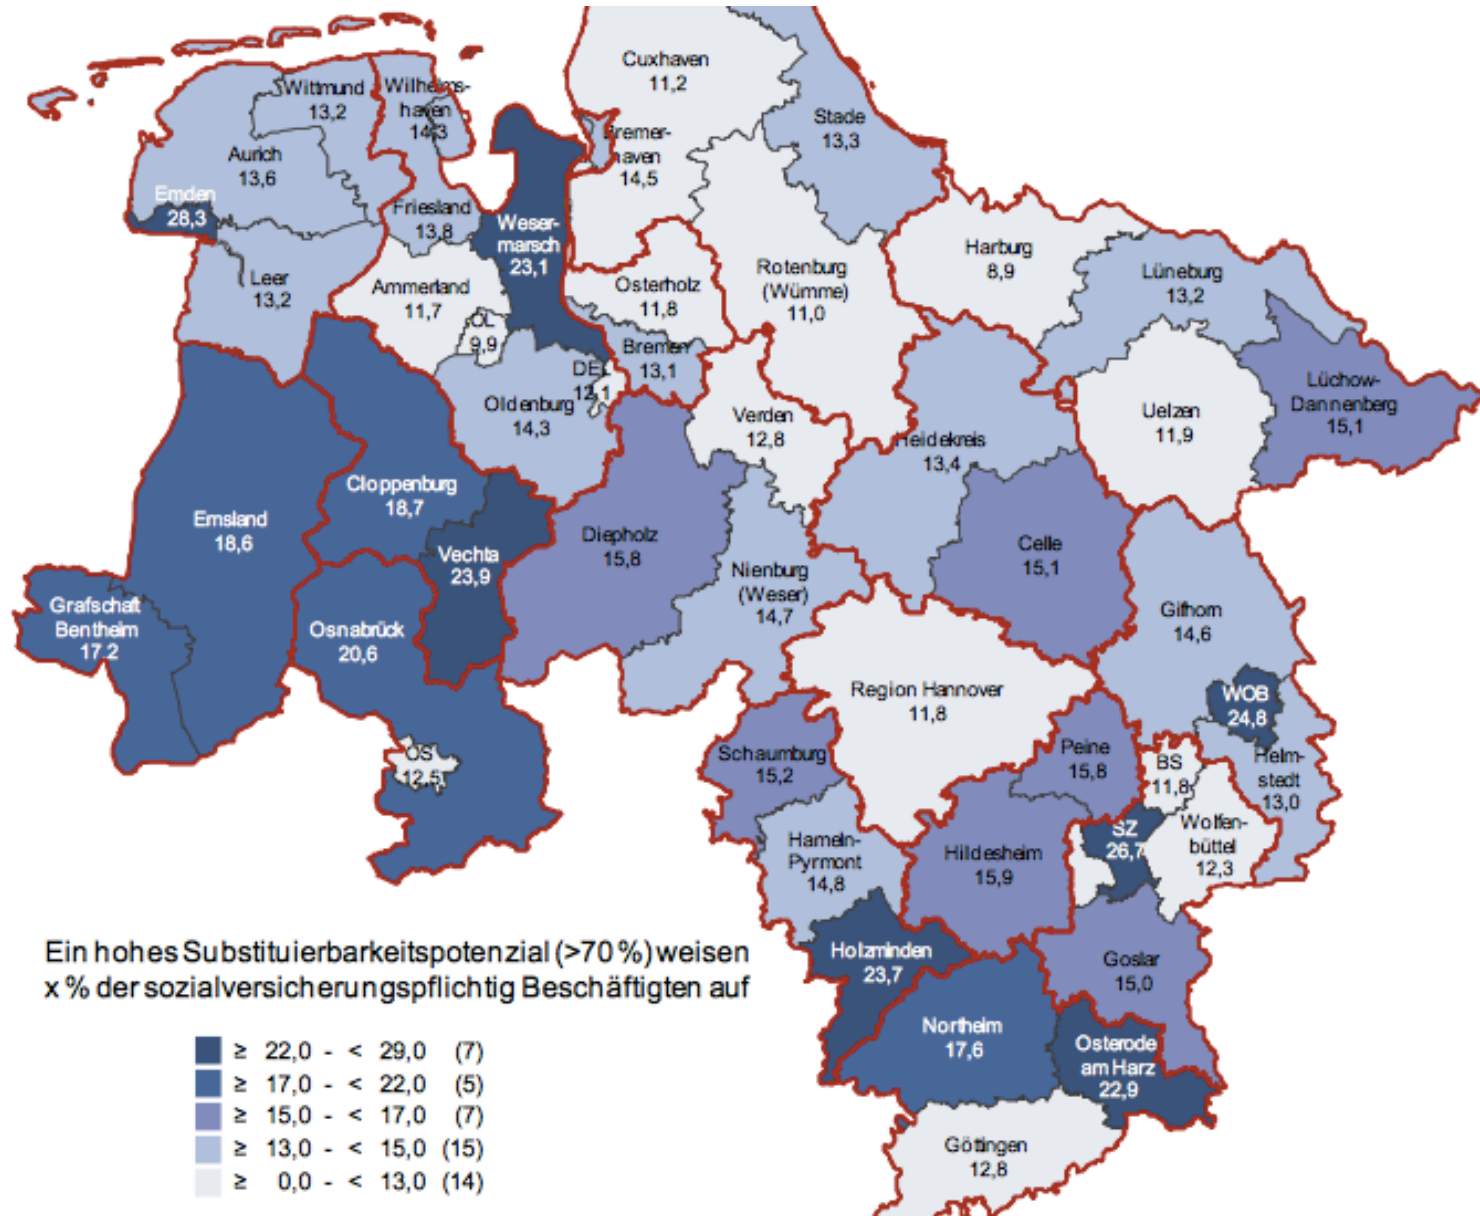 Cuxhaven
11,2
Wittmund
13,2
Wilhelms-
haven
14,3
Stade
13,3
Bremer-
haven
14,5
Aurich
13,6
Emden
28,3
Friesland
13,8
Weser-
marsch
23,1
Harburg
8,9
Lüneburg
13,2
Leer
13,2
Ammerland
11,7
Osterholz
11,8
Rotenburg
(Wümme)
11,0
OL
9,9
Bremen
13,1
DEL
12,1
Oldenburg
14,3
Verden
12,8
Heidekreis
13,4
Uelzen
11,9
Lüchow-
Dannenberg
15,1
Cloppenburg
18,7
Emsland
18,6
Vechta
23,9
Diepholz
15,8
Celle
15,1
Nienburg
(Weser)
14,7
Grafschaft
Bentheim
17,2
Osnabrück
20,6
Gifhorn
14,6
Region Hannover
11,8
WOB
24,8
OS
12,5
Schaumburg
15,2
Peine
15,8
BS
11,8
Helm-
stedt
13,0
SZ
26,7
Wolfen-
büttel
12,3
Hameln-
Pyrmont
14,8
Hildesheim
15,9
Holzminden
23,7
Goslar
15,0
Northeim
17,6
Osterode
am Harz
22,9
Göttingen
12,8
Ein hohes Substituierbarkeitspotenzial (>70 %) weisen
x % der sozialversicherungspflichtig Beschäftigten auf
≥ 22,0 - < 29,0 (7)
≥ 17,0 - < 22,0 (5)
≥ 15,0 - < 17,0 (7)
≥ 13,0 - < 15,0 (15)
≥ 0,0 - < 13,0 (14)